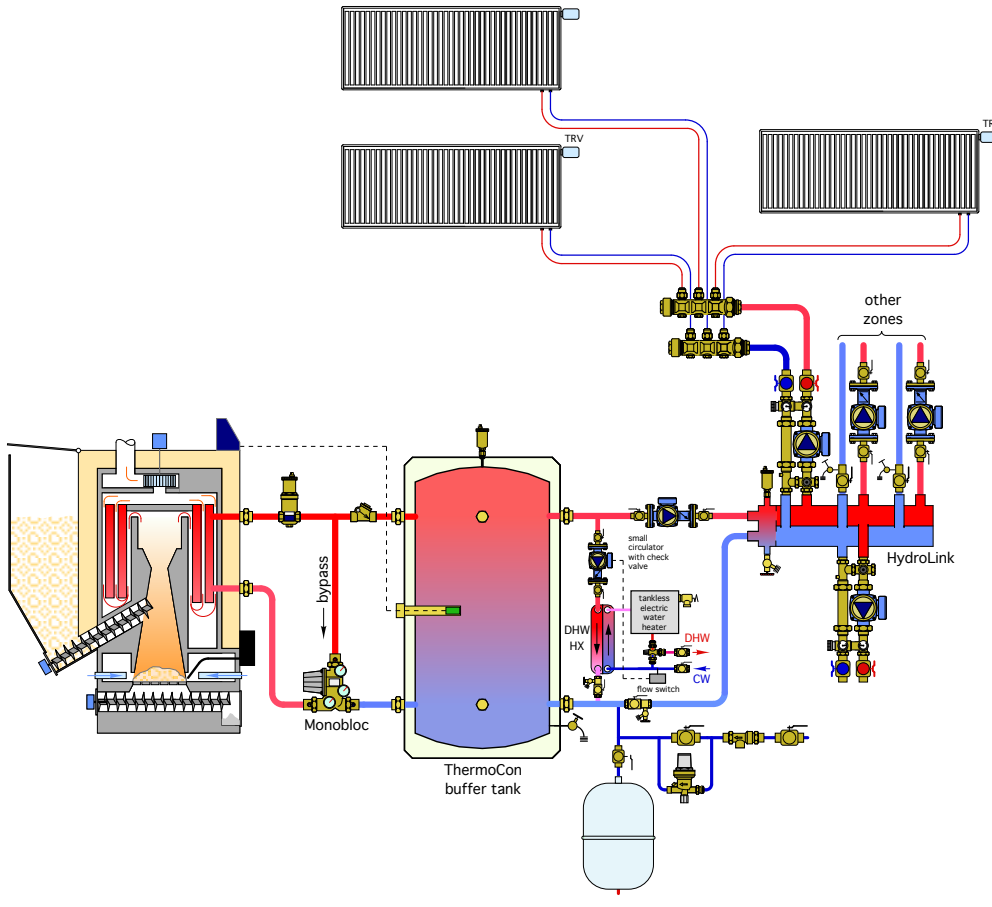 TRV
TR
other
zones
bypass
small
circulator
with check
valve
HydroLink
tankless
electric
water
heater
DHW
HX
DHW
CW
flow switch
Monobloc
ThermoCon
buffer tank